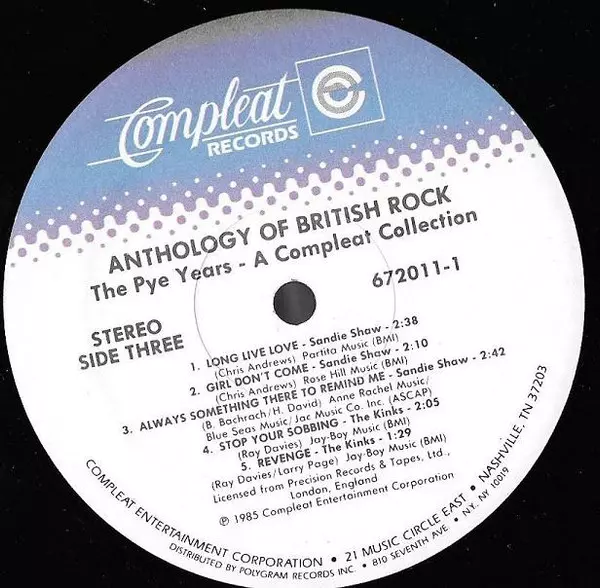 Compleat
RECORDS
ANTHOLOGY OF BRITISH ROCK
The Pye Years - A Compleat Collection
672011-1
STEREO
SIDE THREE
1. LONG LIVE LOVE - Sandie Shaw - 2:38
(Chris Andrews) Partita Music (BMI)
2. GIRL DON'T COME - Sandie Shaw - 2:10
(Chris Andrews) Rose Hill Music (BMI)
3. ALWAYS SOMETHING THERE TO REMIND ME - Sandie Shaw - 2:42
(B. Bachrach/H. David) Anne Rachel Music/
Blue Seas Music/Jac Music Co. Inc. (ASCAP)
4. STOP YOUR SOBBING - The Kinks - 2:05
(Ray Davies) Jay-Boy Music (BMI)
5. REVENGE - The Kinks - 1:29
(Ray Davies/Larry Page) Jay-Boy Music (BMI)
Licensed from Precision Records & Tapes, Ltd.,
London, England
℗ 1985 Compleat Entertainment Corporation
COMPLEAT ENTERTAINMENT CORPORATION • 21 MUSIC CIRCLE EAST • NASHVILLE, TN 37203
DISTRIBUTED BY POLYGRAM RECORDS INC. • 810 SEVENTH AVE. • NY. NY 10019